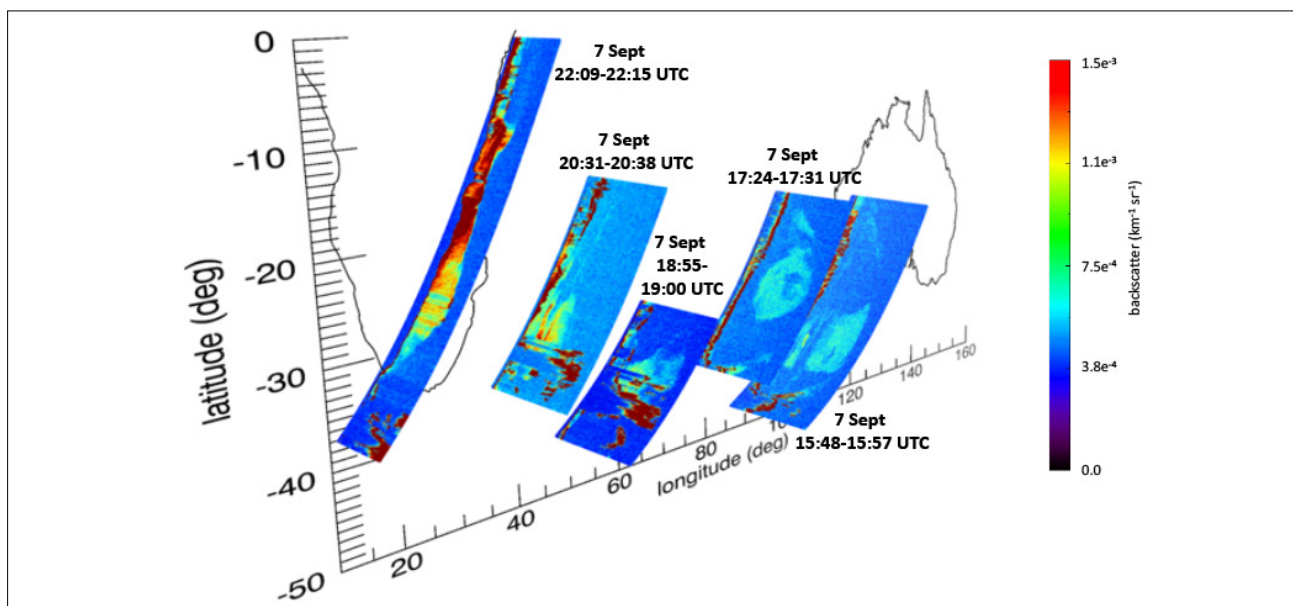 0
-10
-20
-30
-40
-50
latitude (deg)
7 Sept
22:09-22:15 UTC
7 Sept
20:31-20:38 UTC
7 Sept
18:55-
19:00 UTC
7 Sept
17:24-17:31 UTC
7 Sept
15:48-15:57 UTC
20
40
60
80
10
120
140
160
longitude (deg)
1.5e-3
1.1e-3
7.5e-4
3.8e-4
0.0
backscatter (km-1 sr1)